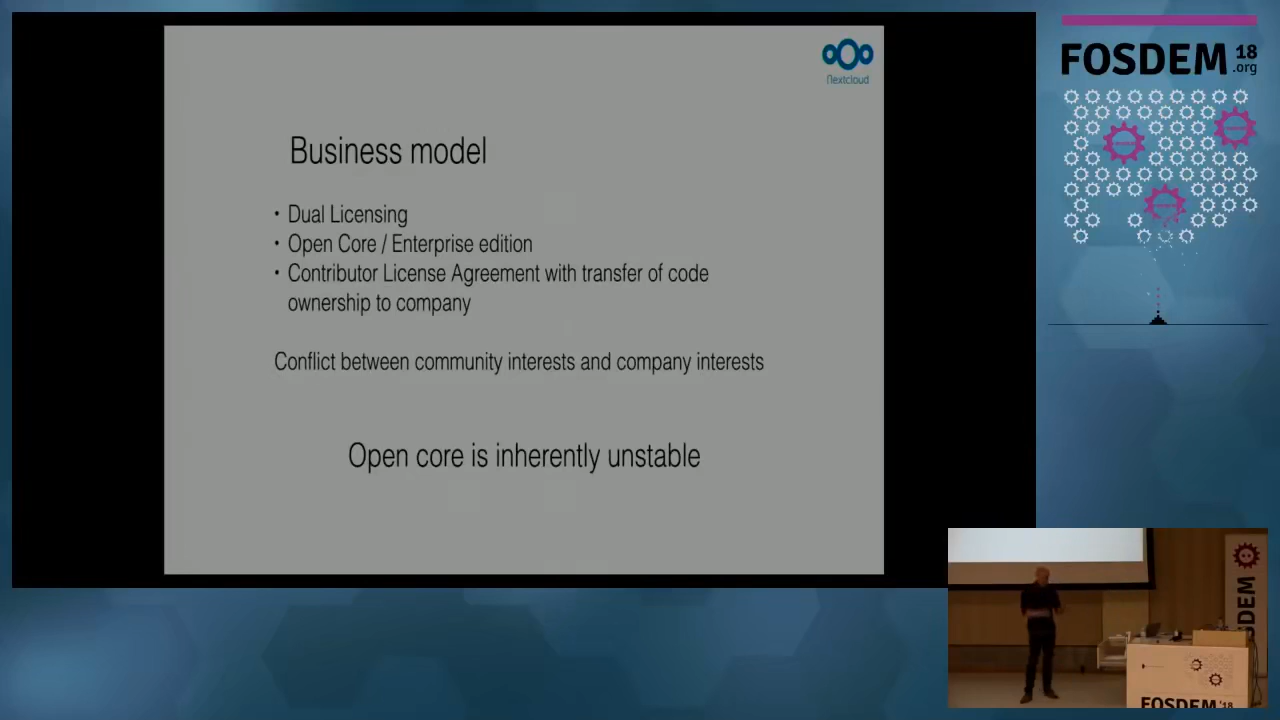 nextcloud
Business model
• Dual Licensing
• Open Core / Enterprise edition
• Contributor License Agreement with transfer of code
ownership to company
Conflict between community interests and company interests
Open core is inherently unstable
FOSDEM 18
.org
FOSDEM
FOSDEM '18